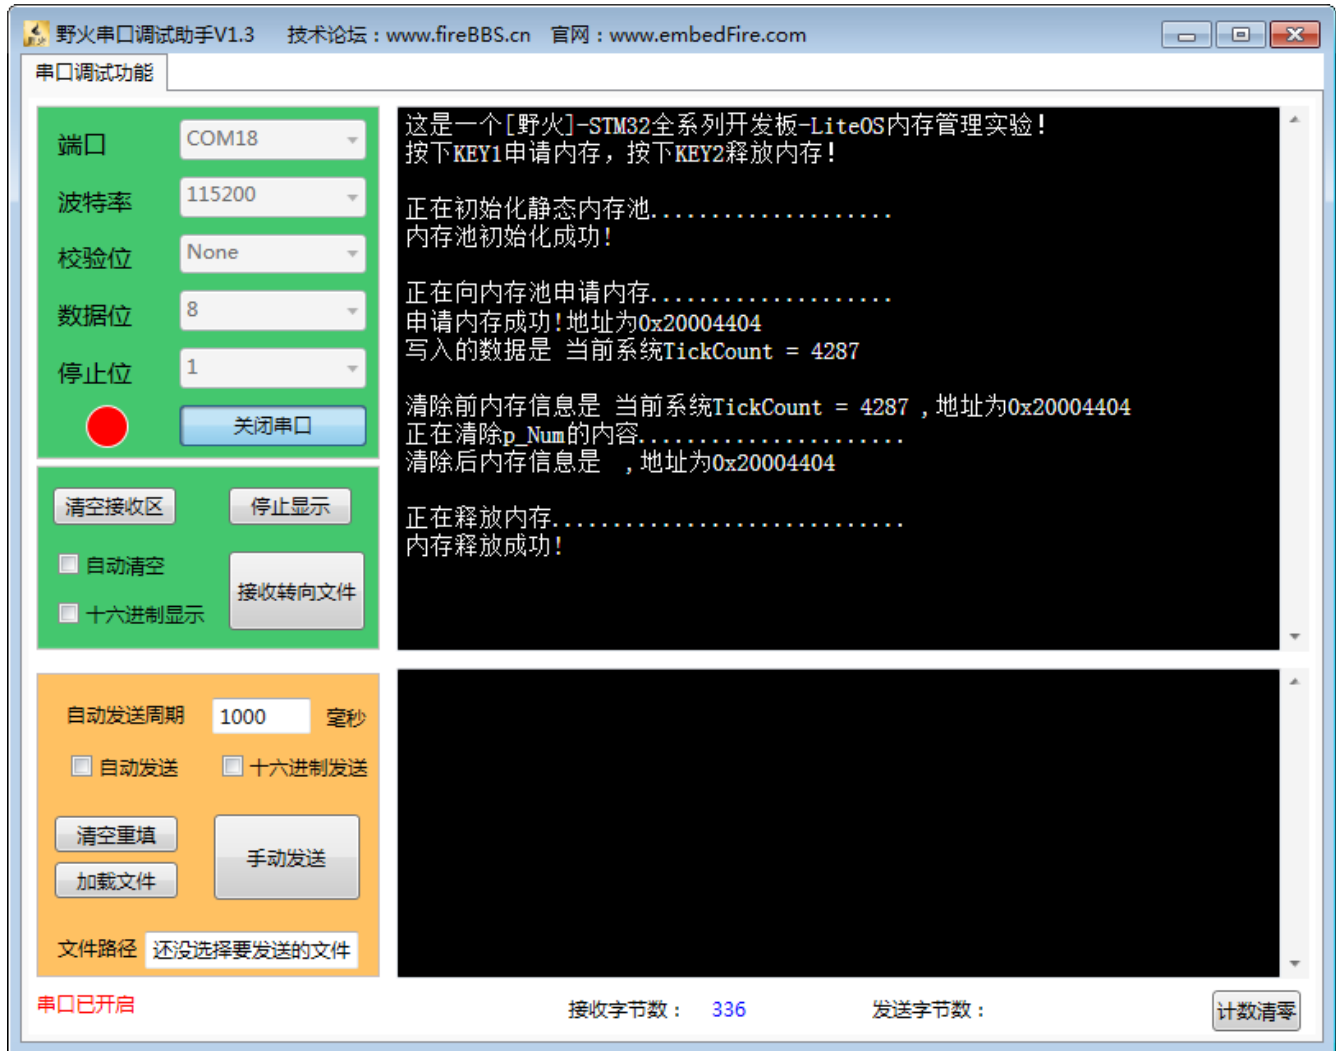 野火串口调试助手V1.3 技术论坛：www.fireBBS.cn 官网：www.embedFire.com
串口调试功能
端口 COM18
波特率 115200
校验位 None
数据位 8
停止位 1
关闭串口
清空接收区 停止显示
自动清空
接收转向文件
十六进制显示
这是一个[野火]-STM32全系列开发板-LiteOS内存管理实验!
按下KEY1申请内存，按下KEY2释放内存!
正在初始化静态内存池....................
内存池初始化成功!
正在向内存池申请内存....................
申请内存成功!地址为0x20004404
写入的数据是 当前系统TickCount = 4287
清除前内存信息是 当前系统TickCount = 4287 ,地址为0x20004404
正在清除p_Num的内容......................
清除后内存信息是  ,地址为0x20004404
正在释放内存.............................
内存释放成功!
自动发送周期 1000 毫秒
自动发送 十六进制发送
清空重填
手动发送
加载文件
文件路径 还没选择要发送的文件
串口已开启 接收字节数： 336 发送字节数： 计数清零